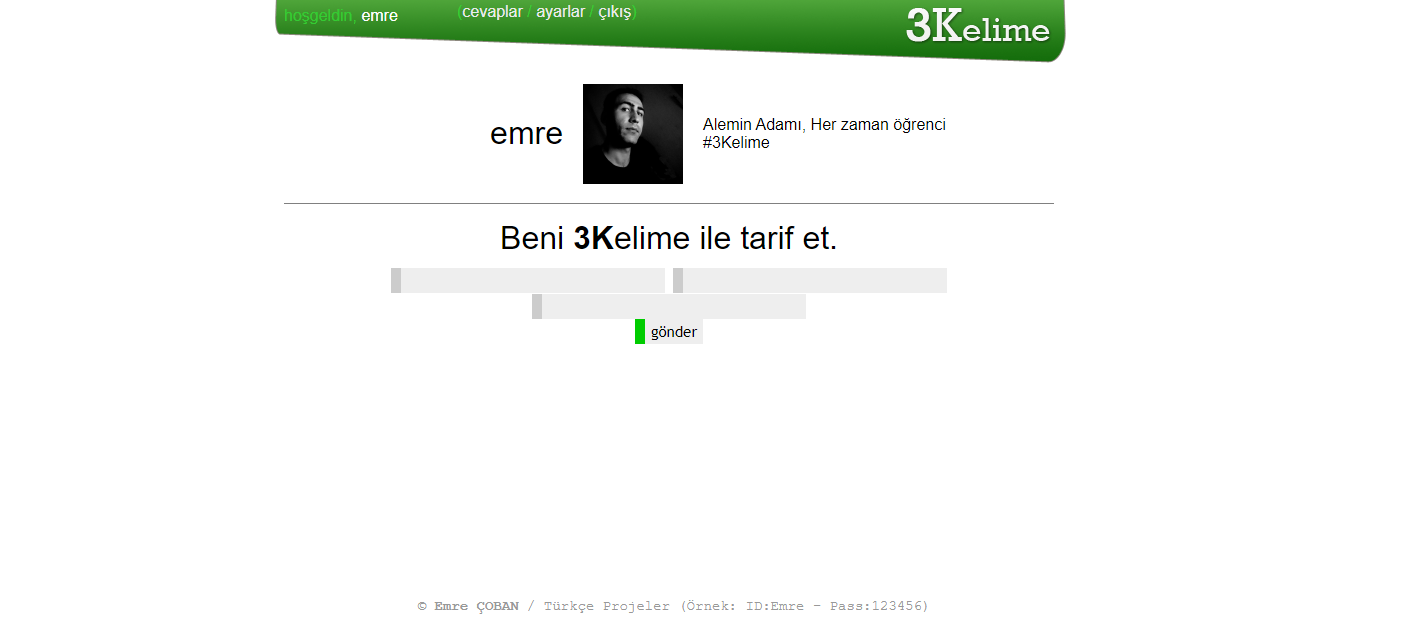 hoşgeldin, emre
(cevaplar / ayarlar / çıkış)
3Kelime
emre
Alemin Adamı, Her zaman öğrenci
#3Kelime
Beni 3Kelime ile tarif et.
gönder
© Emre ÇOBAN / Türkçe Projeler (Örnek: ID:Emre - Pass:123456)